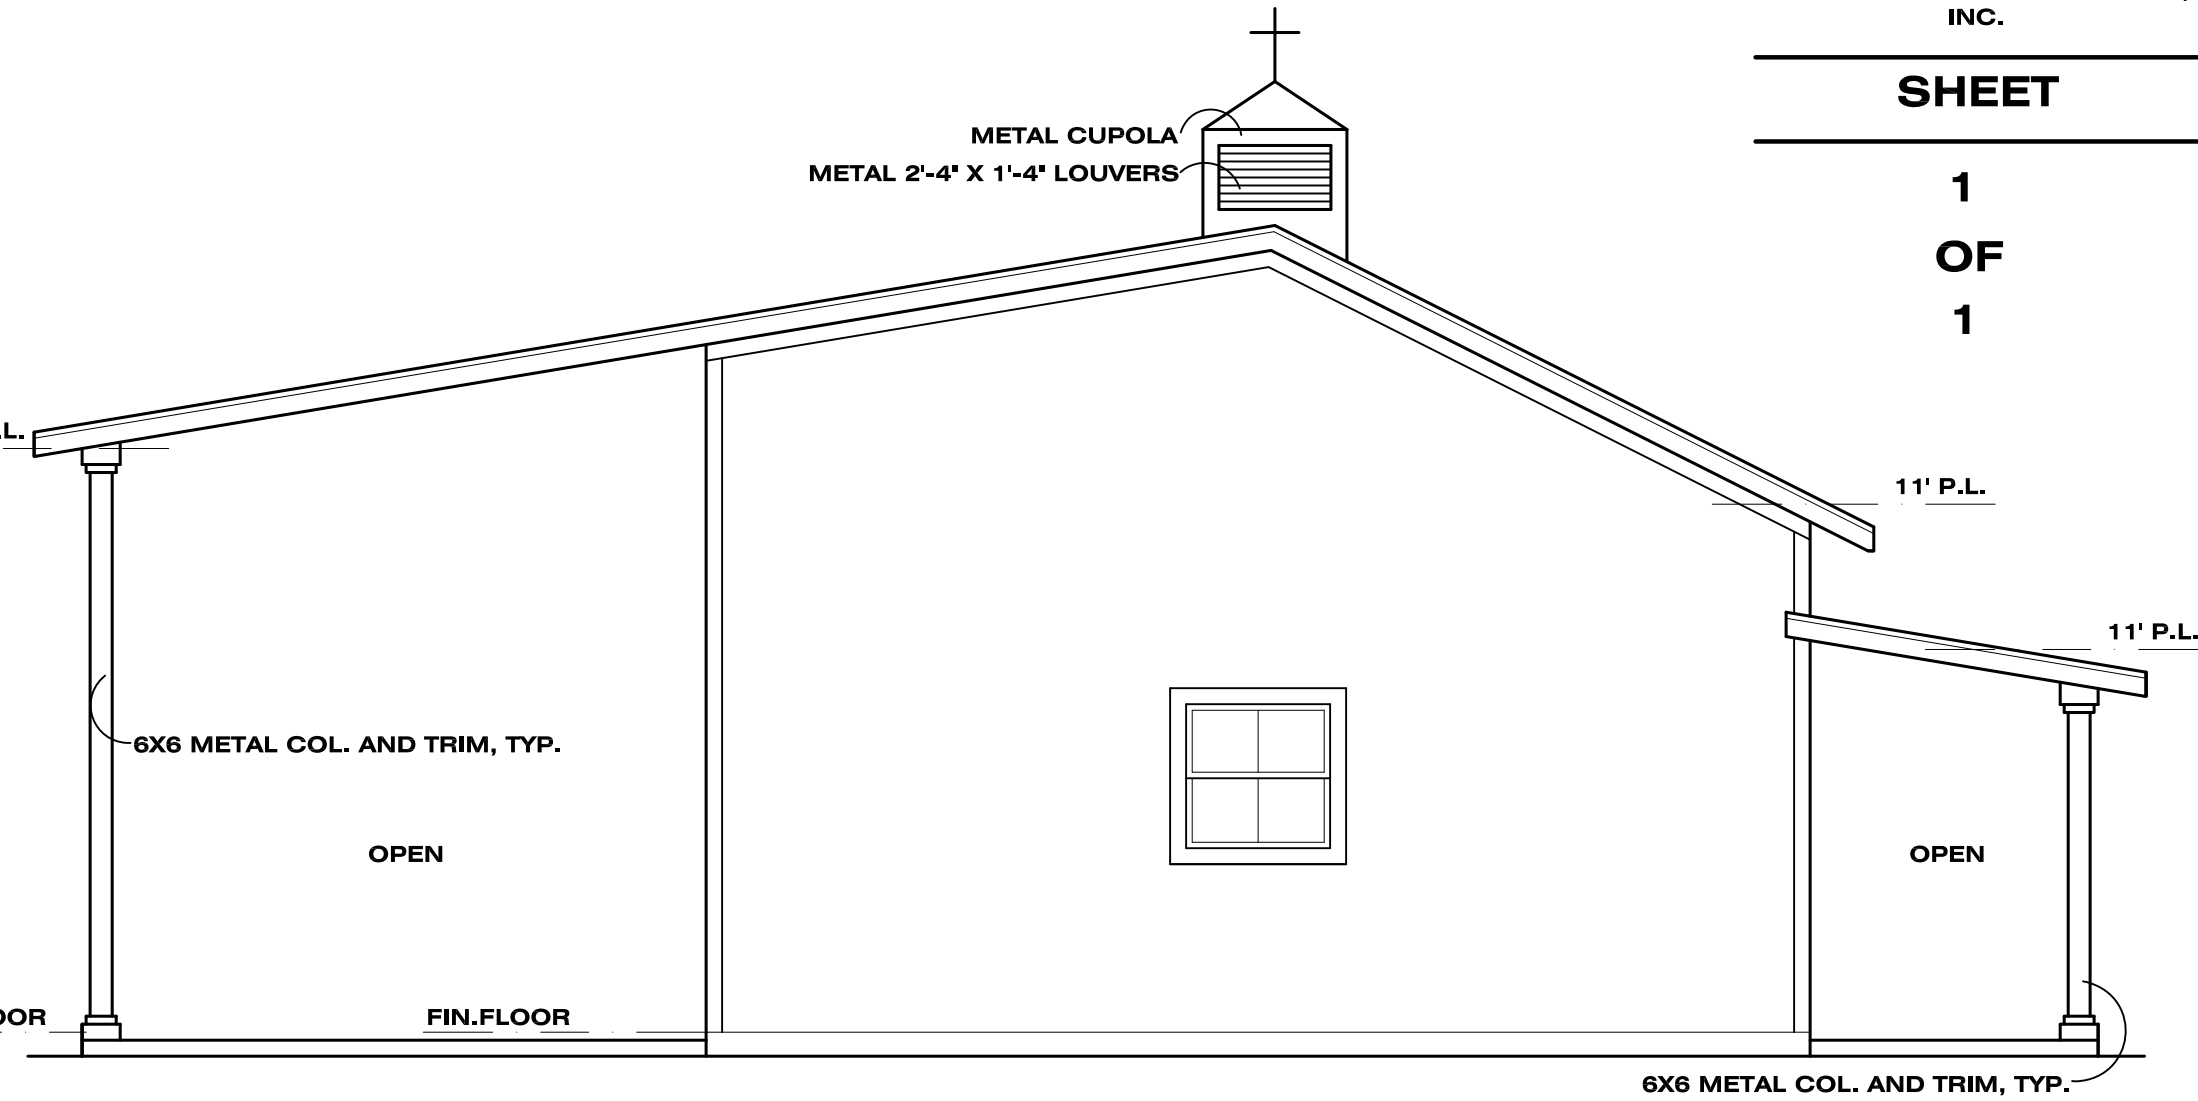 INC.
SHEET
METAL CUPOLA
METAL 2'-4" X 1'-4" LOUVERS
1
OF
1
.L.
11' P.L.
11' P.L.
6X6 METAL COL. AND TRIM, TYP.
OPEN
OPEN
OOR
FIN.FLOOR
6X6 METAL COL. AND TRIM, TYP.